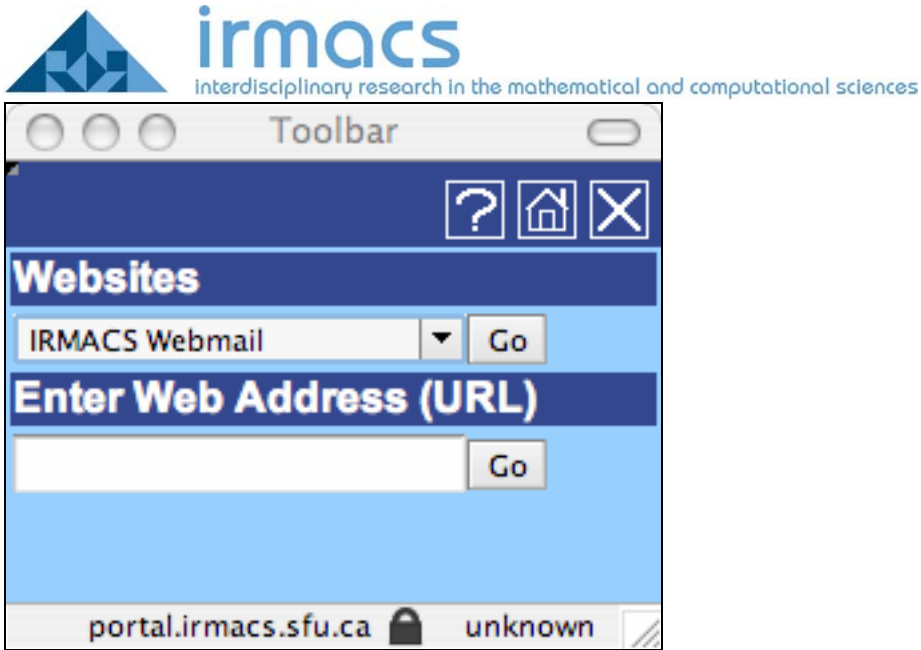 irmacs
interdisciplinary research in the mathematical and computational sciences
Toolbar
?
Websites
IRMACS Webmail Go
Enter Web Address (URL)
Go
portal.irmacs.sfu.ca unknown